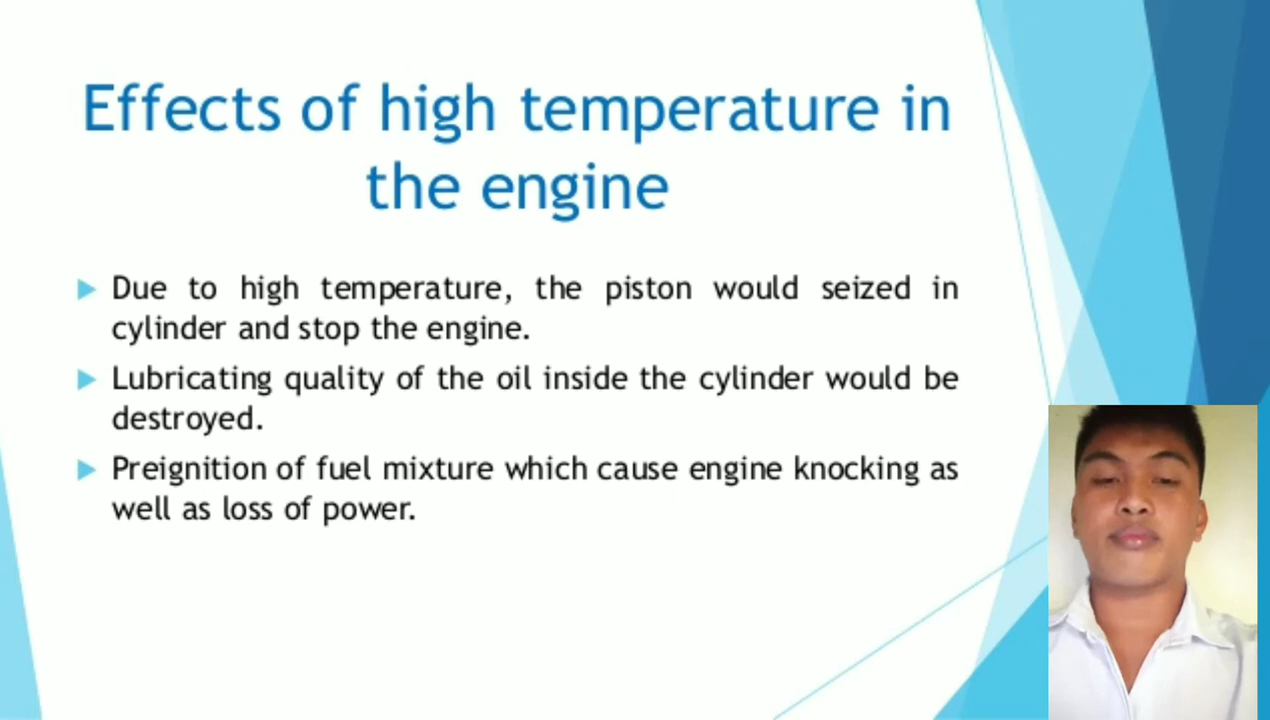 Effects of high temperature in
the engine
Due to high temperature, the piston would seized in
cylinder and stop the engine.
Lubricating quality of the oil inside the cylinder would be
destroyed.
Preignition of fuel mixture which cause engine knocking as
well as loss of power.